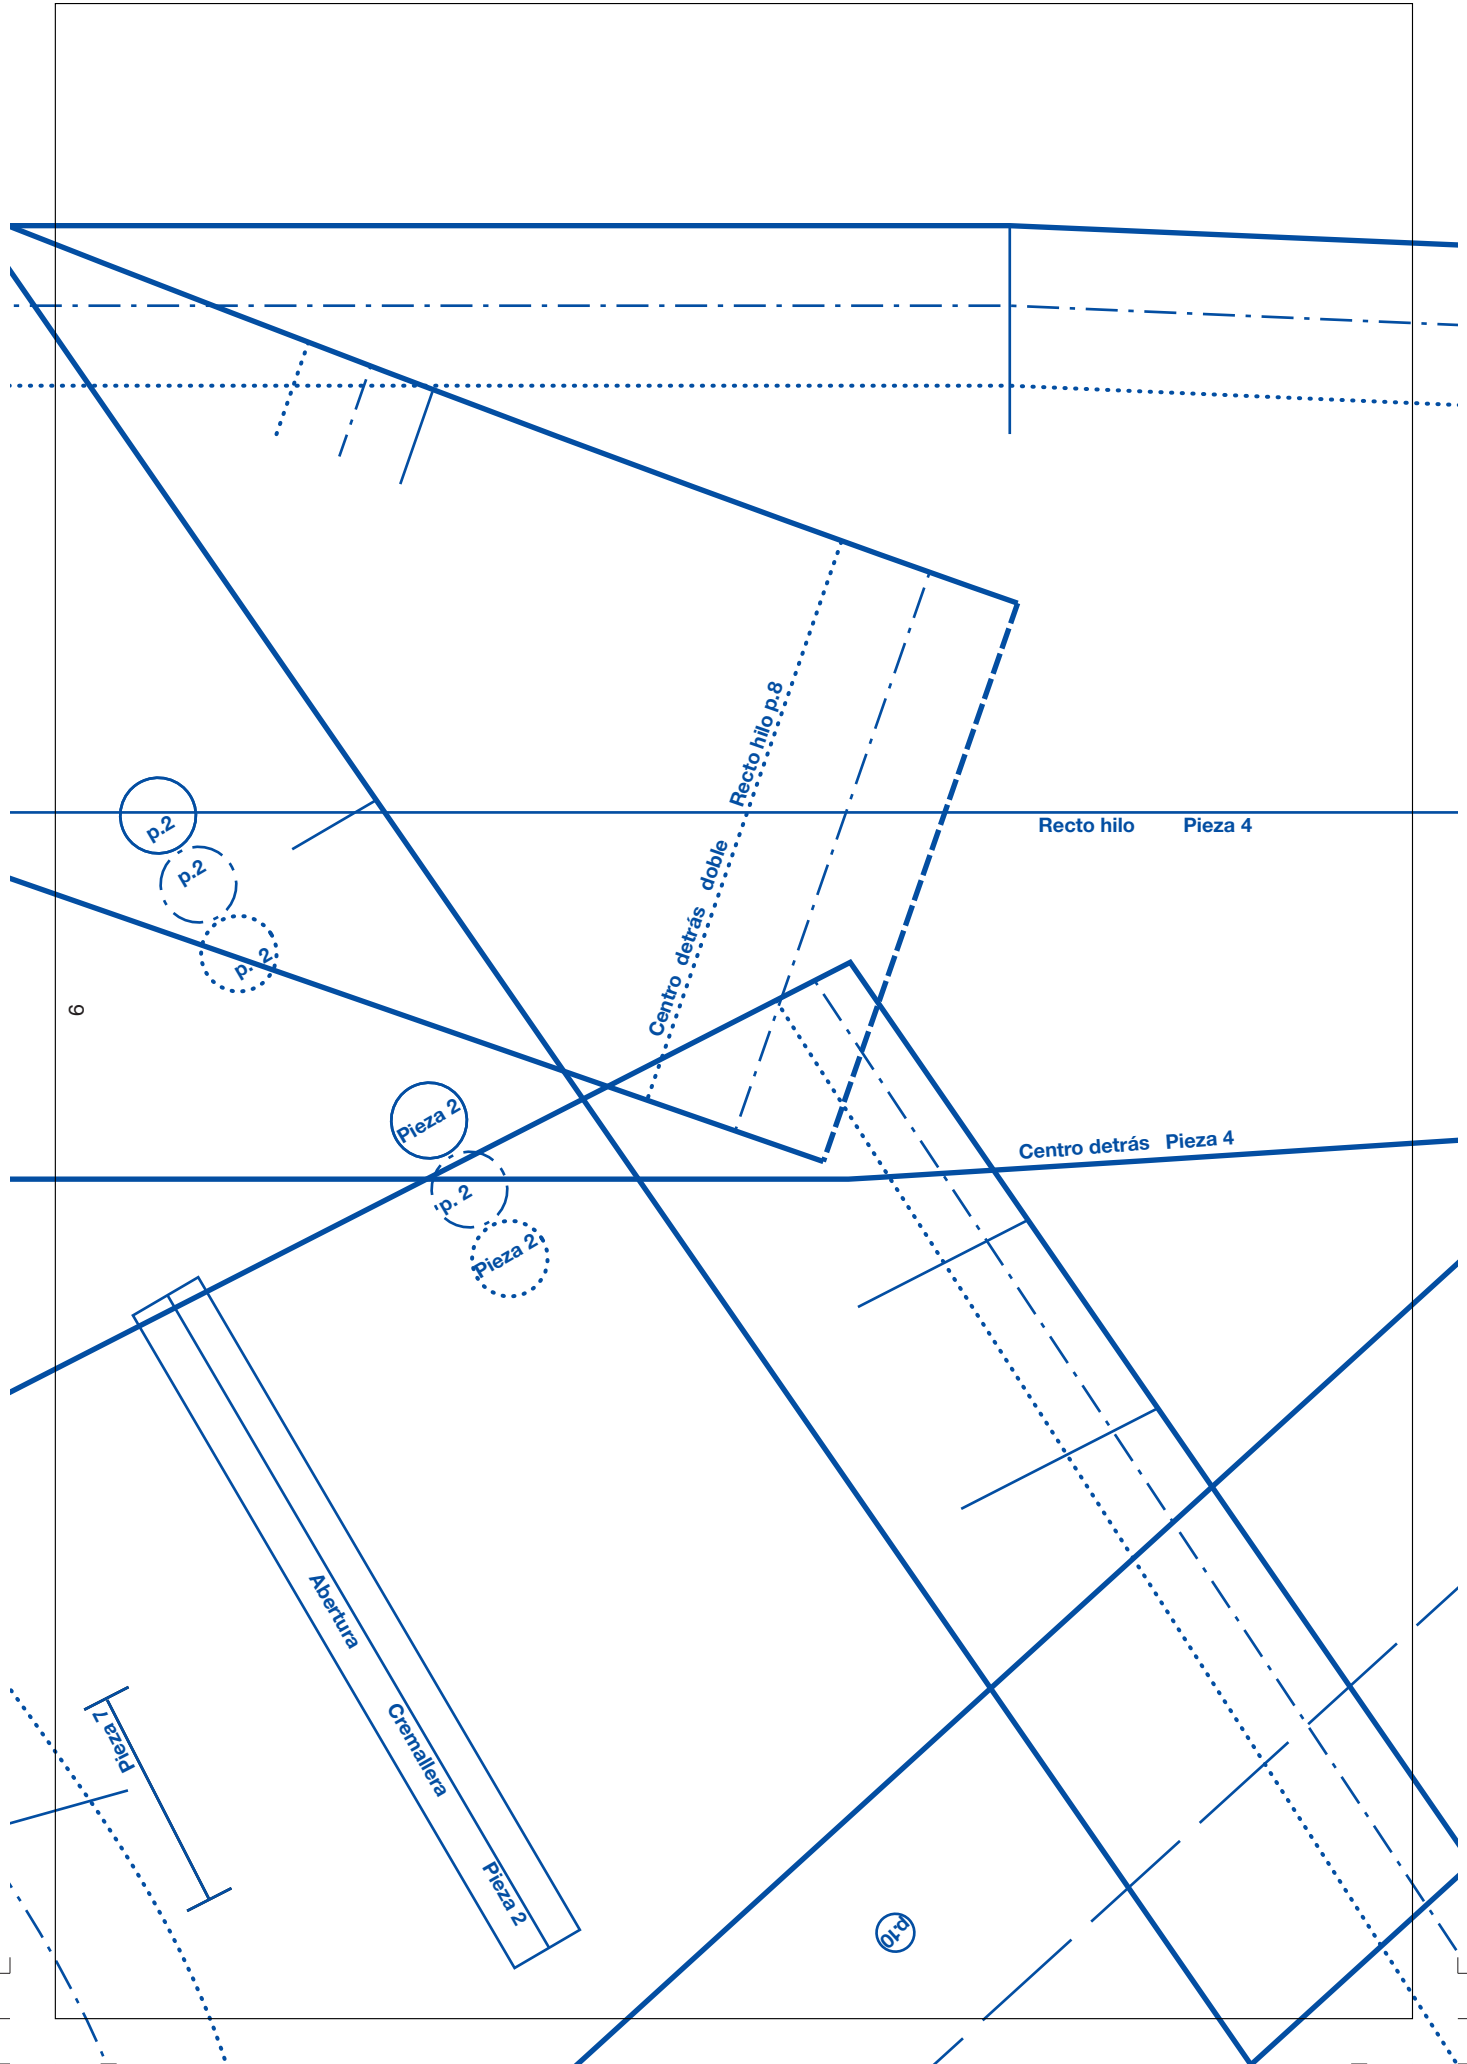 Recto hilo p.8
Centro detrás doble
p.2
p.2
p. 2
Recto hilo Pieza 4
6
Pieza 2
p. 2
Pieza 2
Centro detrás Pieza 4
Abertura Cremallera Pieza 2
Pieza 7
p.10